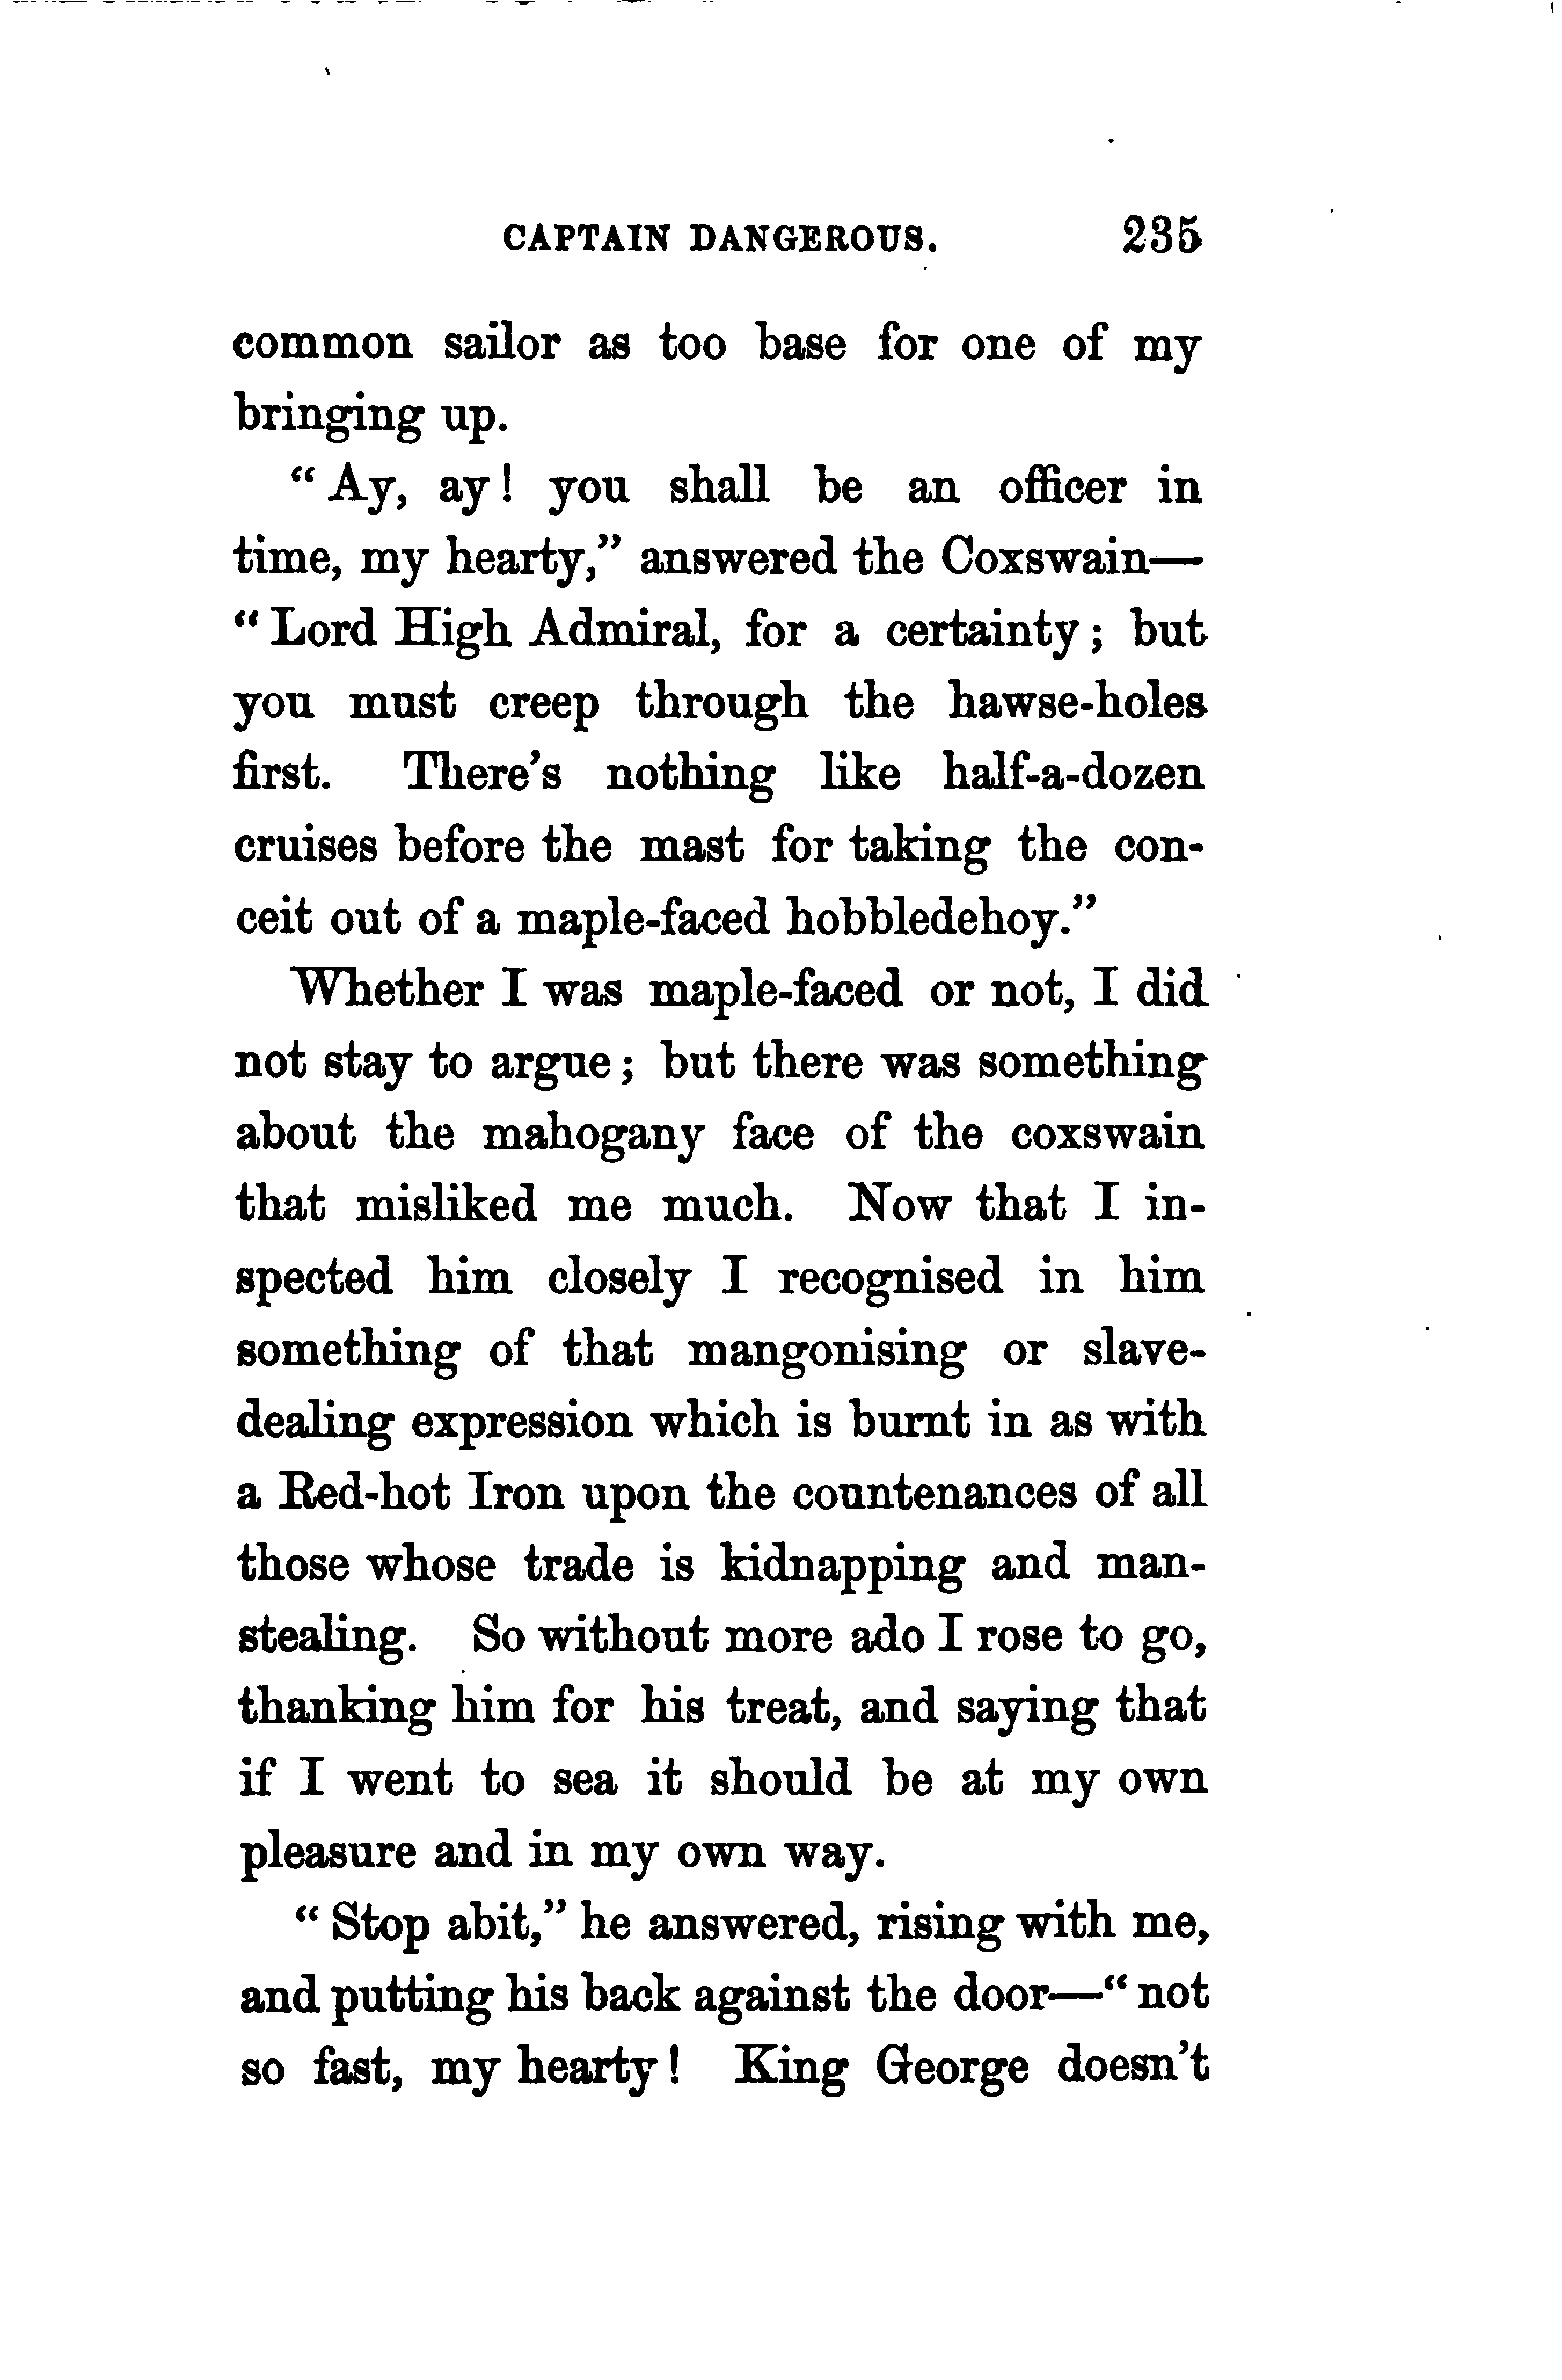 CAPTAIN DANGEROUS. 235
common sailor as too base for one of my
bringing up.
“Ay, ay! you shall be an officer in
time, my hearty,” answered the Coxswain—
“Lord High Admiral, for a certainty; but
you must creep through the hawse-holes
first. There’s nothing like half-a-dozen
cruises before the mast for taking the con-
ceit out of a maple-faced hobbledehoy.”
Whether I was maple-faced or not, I did
not stay to argue; but there was something
about the mahogany face of the coxswain
that misliked me much. Now that I in-
spected him closely I recognised in him
something of that mangonising or slave-
dealing expression which is burnt in as with
a Red-hot Iron upon the countenances of all
those whose trade is kidnapping and man-
stealing. So without more ado I rose to go,
thanking him for his treat, and saying that
if I went to sea it should be at my own
pleasure and in my own way.
“Stop abit,” he answered, rising with me,
and putting his back against the door—“not
so fast, my hearty! King George doesn’t